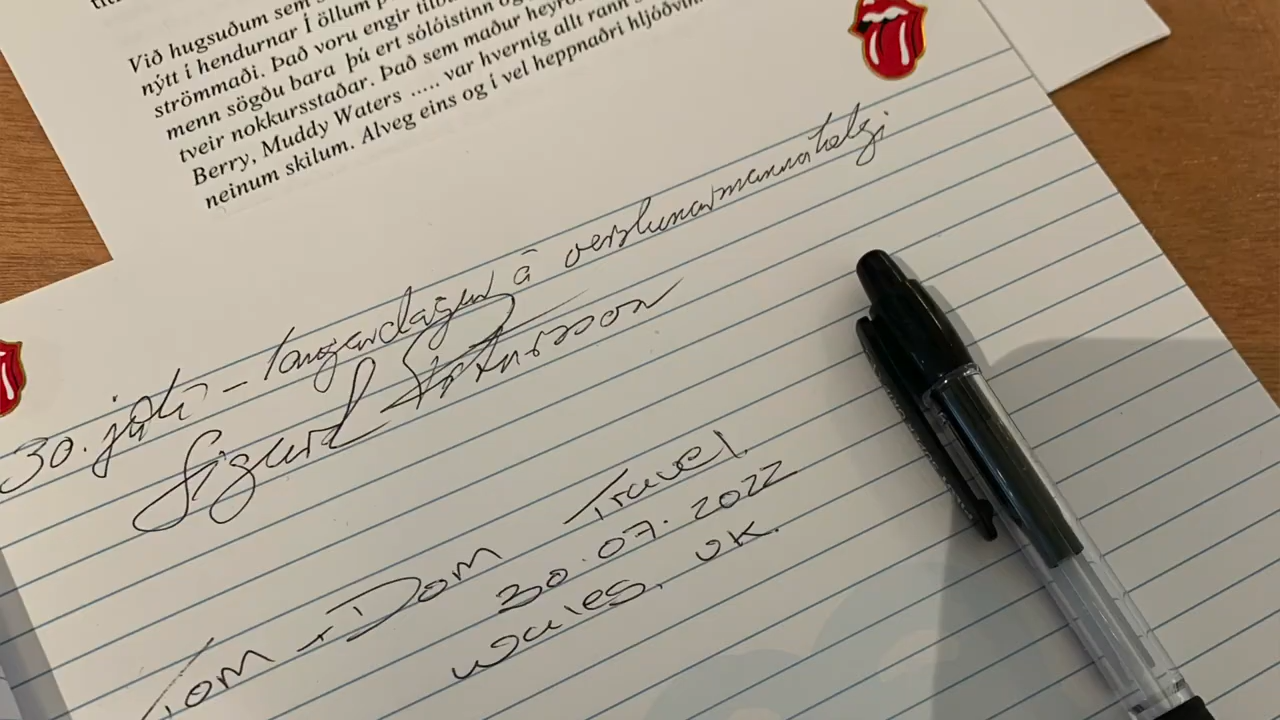 Við hugsuðum sem
nýtt í hendurnar Í öllum
strömmaði. Það voru engir
menn sögðu bara þú ert sólóistinn og
tveir nokkursstaðar. Það sem maður
Berry, Muddy Waters ..... var hvernig allt rann
neinum skilum. Alveg eins og í vel heppnaðri
30. júlí - laugardagur á verslunarmannahelgi
Sigurd
Tom + Dom Travel
30.07.2022
Wales, UK.